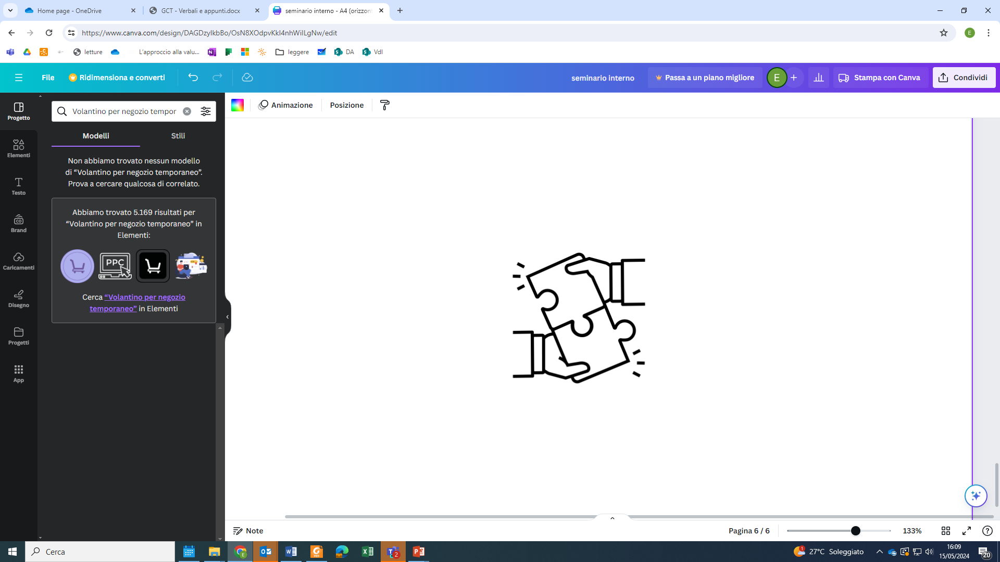 Home page - OneDrive
GCT - Verbali e appunti.docx
seminario interno - A4 (orizzont
https://www.canva.com/design/DAGDzylkbBo/OsN8XOdpvKkI4nhWilLgNw/edit
E
letture
L'approccio alla valu...
leggere
DA
VdI
File
Ridimensiona e converti
seminario interno
Passa a un piano migliore
E
Stampa con Canva
Condividi
Progetto
Elementi
Testo
Brand
Caricamenti
Disegno
Progetti
App
Volantino per negozio tempor
Modelli
Stili
Non abbiamo trovato nessun modello
di “Volantino per negozio temporaneo”.
Prova a cercare qualcosa di correlato.
Abbiamo trovato 5.169 risultati per
“Volantino per negozio temporaneo” in
Elementi:
PPC
Cerca “Volantino per negozio
temporaneo” in Elementi
Animazione
Posizione
Note
Pagina 6 / 6
133%
Cerca
27°C Soleggiato
16:09
15/05/2024
20